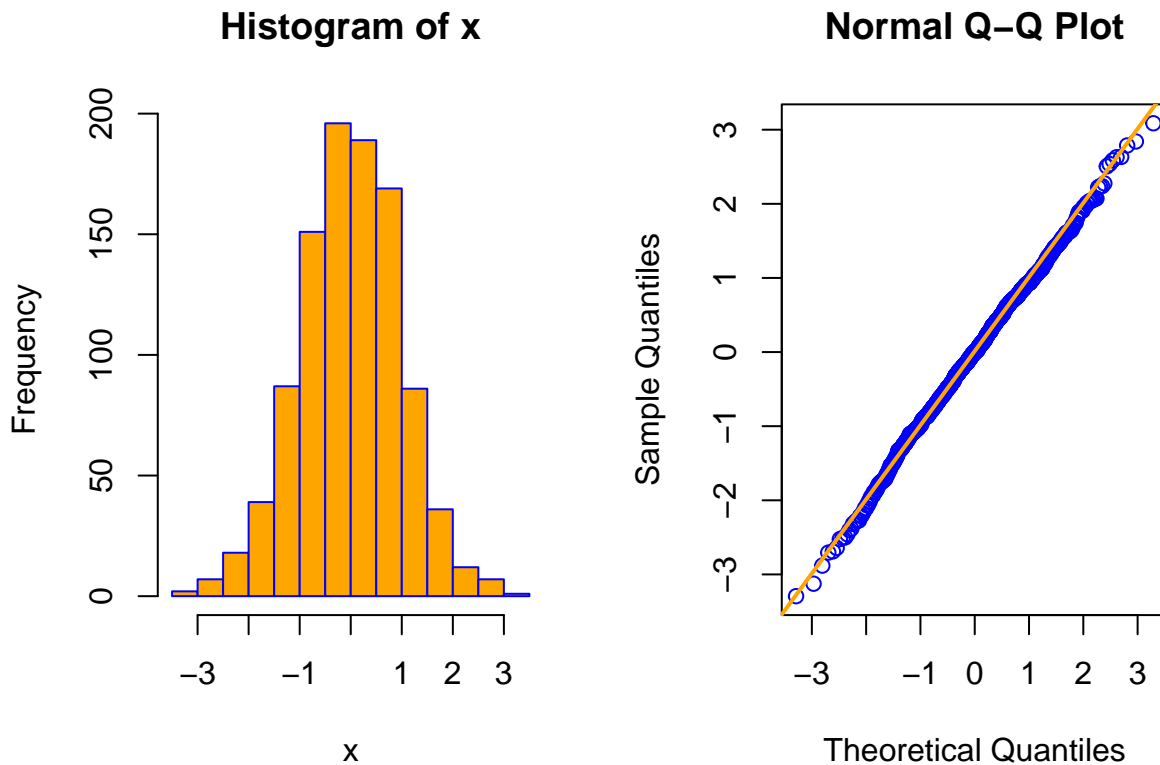 Histogram of x
Frequency
200
150
100
50
0
−3 −1 1 2 3
x
Normal Q−Q Plot
Sample Quantiles
3
2
1
0
−1
−2
−3
−3 −1 0 1 2 3
Theoretical Quantiles